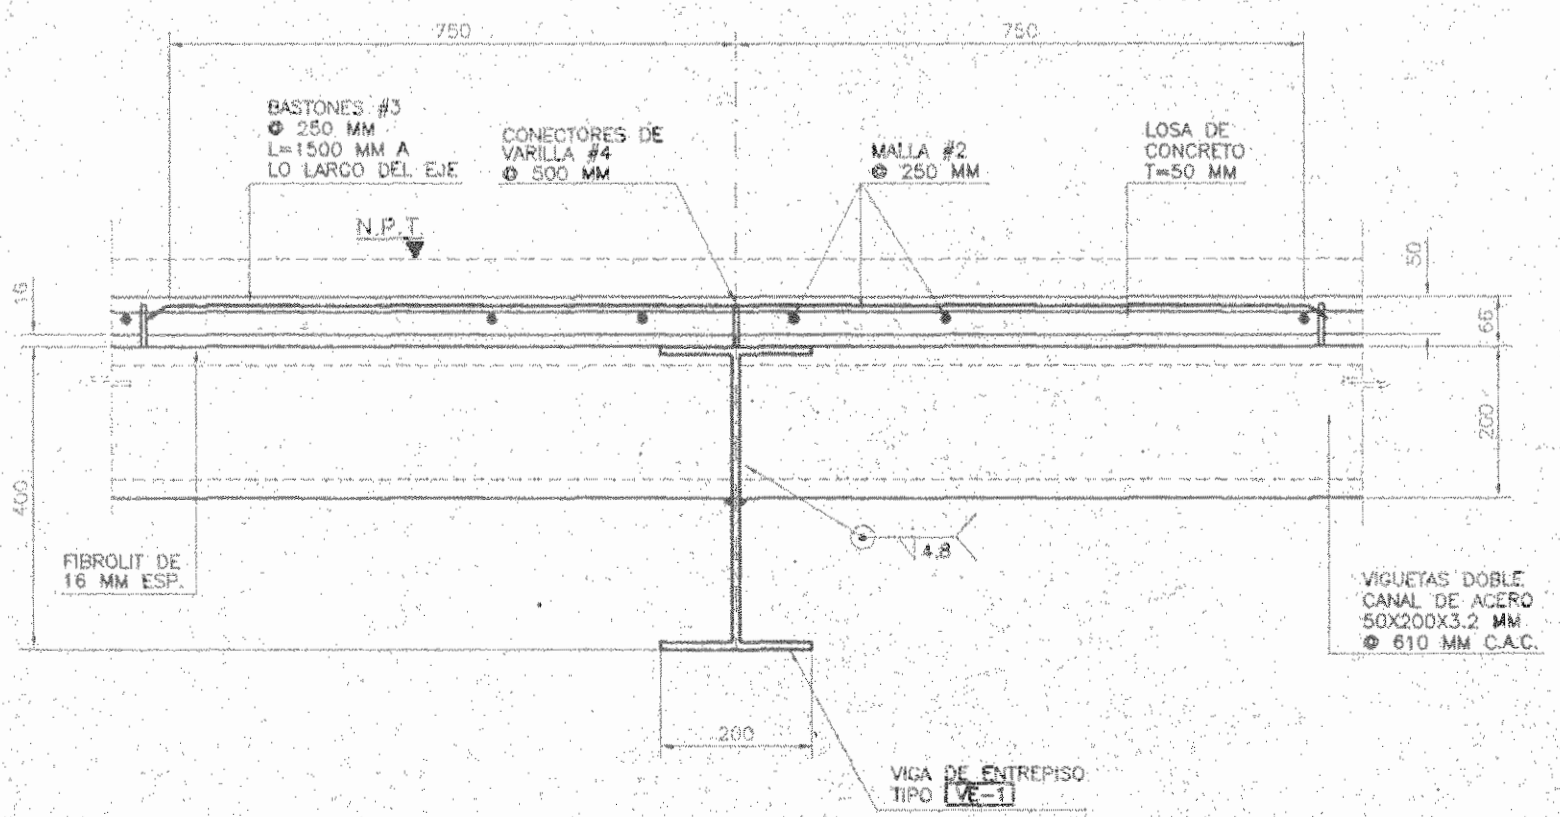 750
750
BASTONES #3
@ 250 MM
L=1500 MM A
LO LARGO DEL EJE
CONECTORES DE
VARILLA #4
@ 500 MM
MALLA #2
@ 250 MM
LOSA DE
CONCRETO
T=50 MM
N.P.T.
50
16
66
200
400
4.8
FIBROLIT DE
16 MM ESP.
VIGUETAS DOBLE
CANAL DE ACERO
50X200X3.2 MM
@ 610 MM C.A.C.
200
VIGA DE ENTREPISO
TIPO VE-1